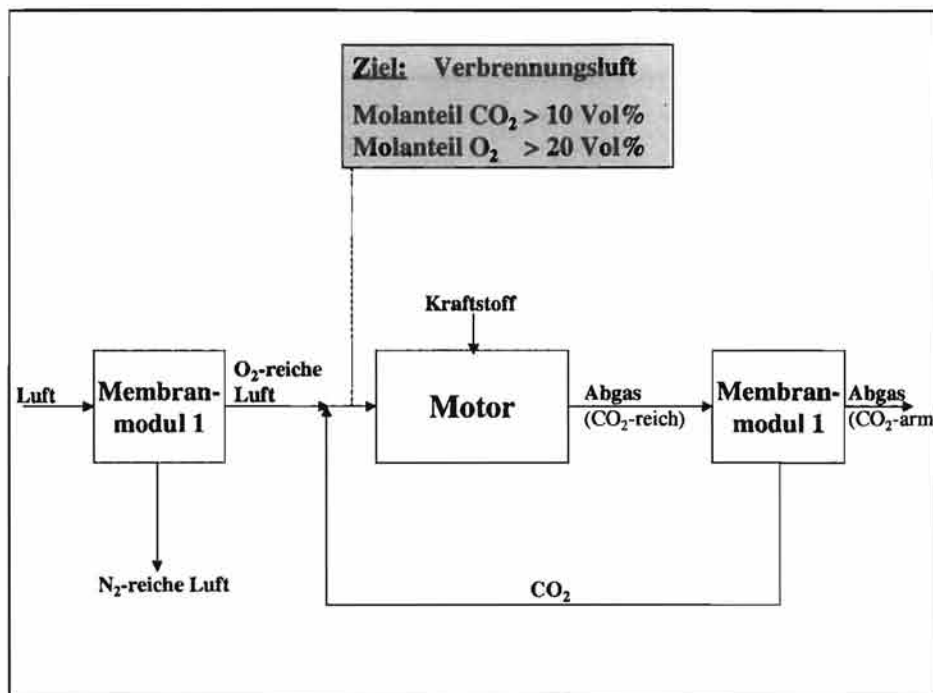 Ziel: Verbrennungsluft
Molanteil CO₂ > 10 Vol%
Molanteil O₂ > 20 Vol%
Kraftstoff
Luft
Membran-
modul 1
O₂-reiche
Luft
Motor
Abgas
(CO₂-reich)
Membran-
modul 1
Abgas
(CO₂-arm
N₂-reiche Luft
CO₂